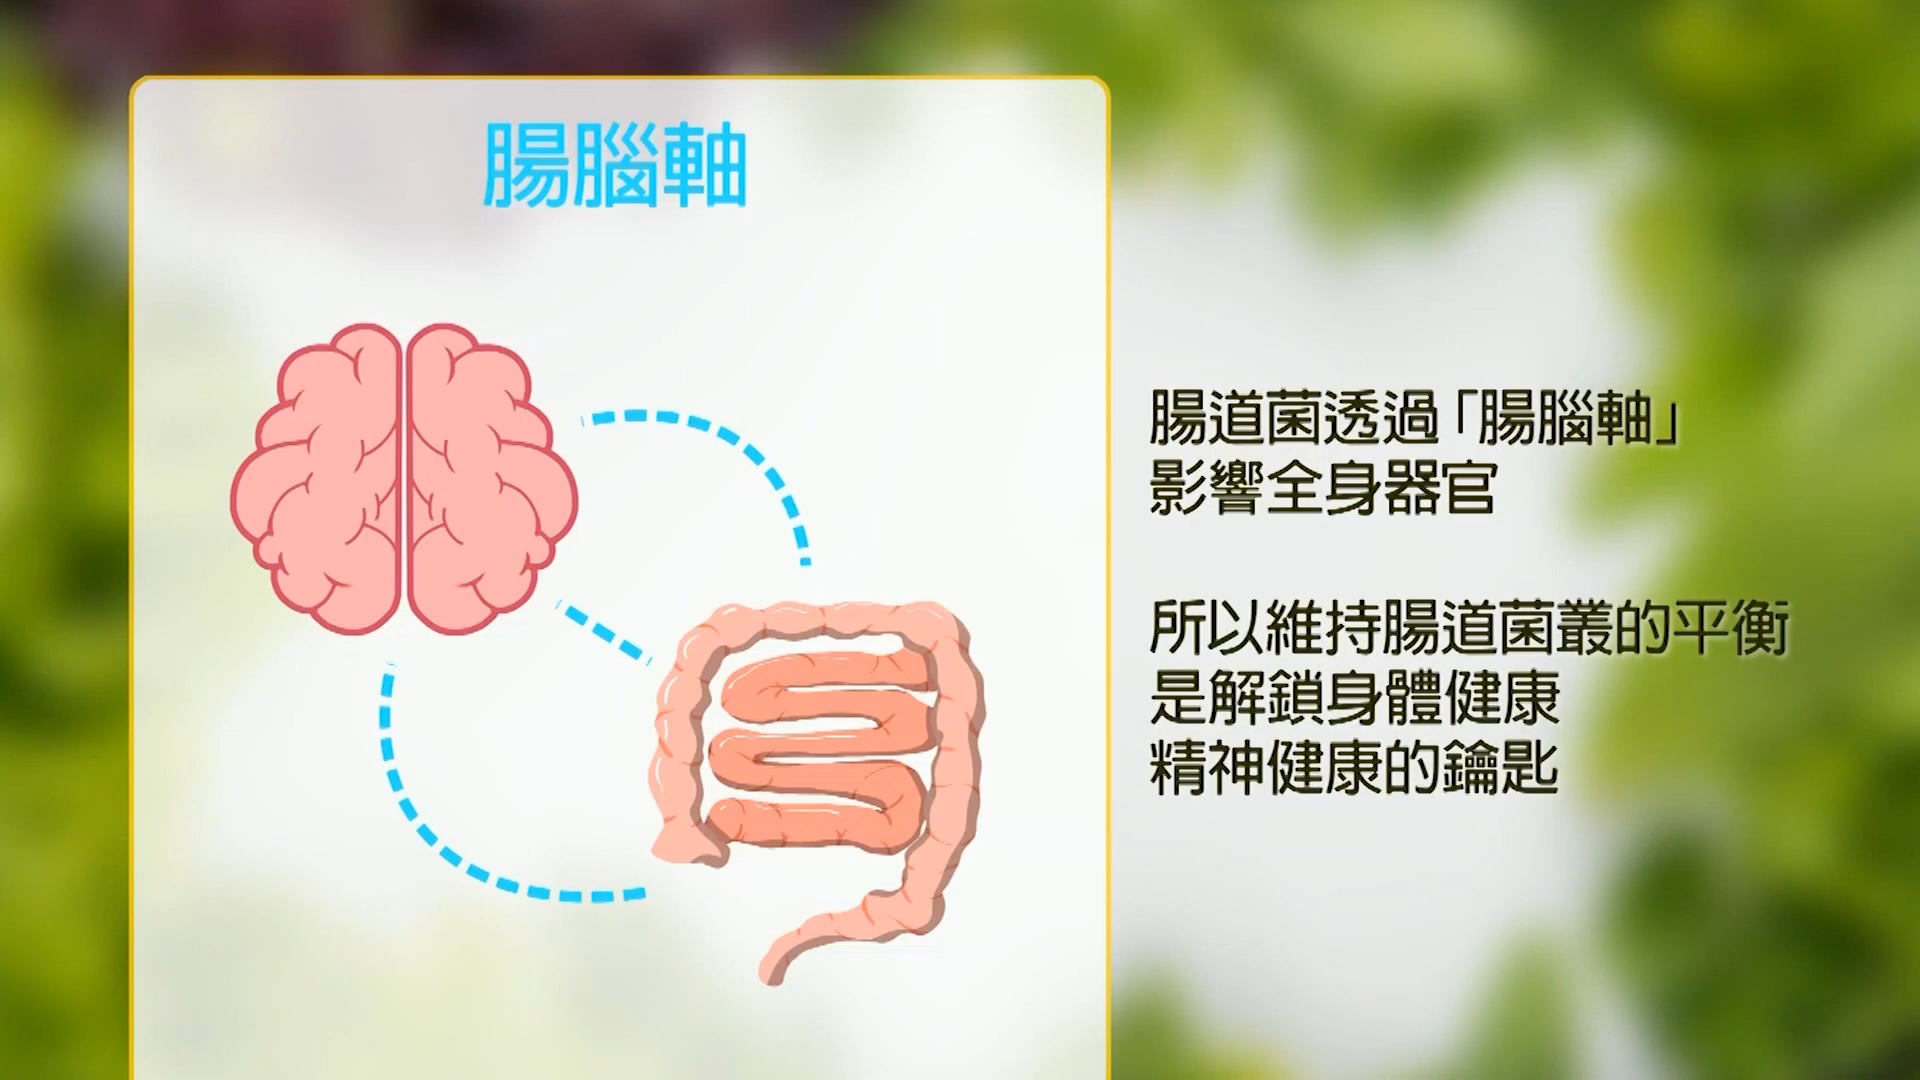 腸腦軸
腸道菌透過「腸腦軸」
影響全身器官
所以維持腸道菌叢的平衡
是解鎖身體健康
精神健康的鑰匙